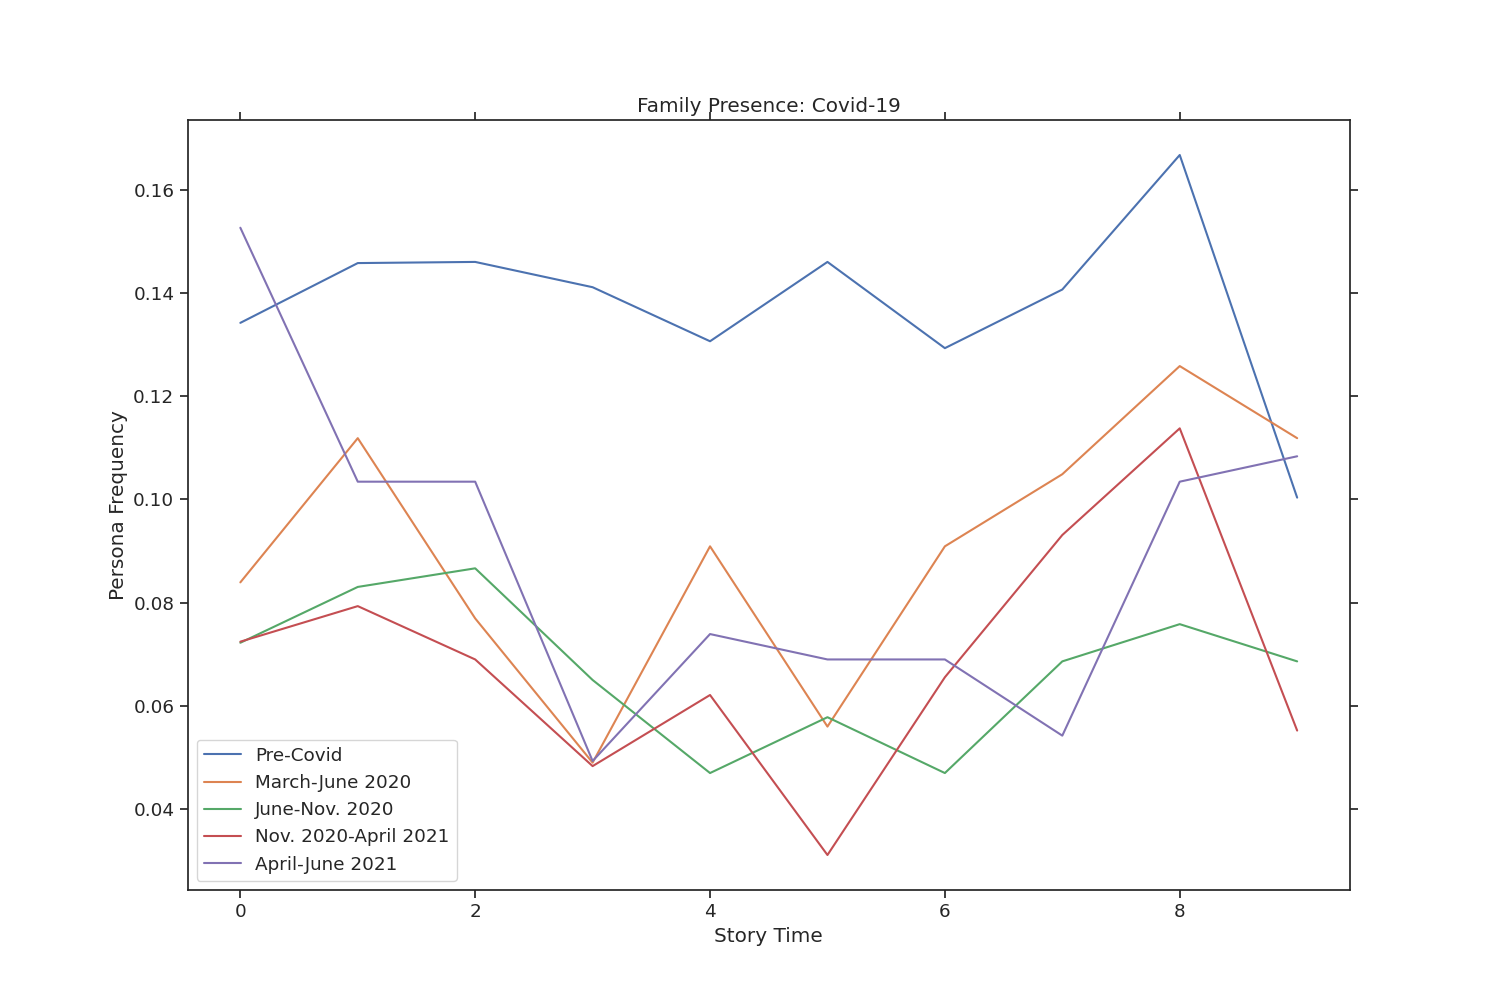 Family Presence: Covid-19
0.16
0.14
0.12
0.10
0.08
0.06
0.04
Persona Frequency
Pre-Covid
March-June 2020
June-Nov. 2020
Nov. 2020-April 2021
April-June 2021
0 2 4 6 8
Story Time